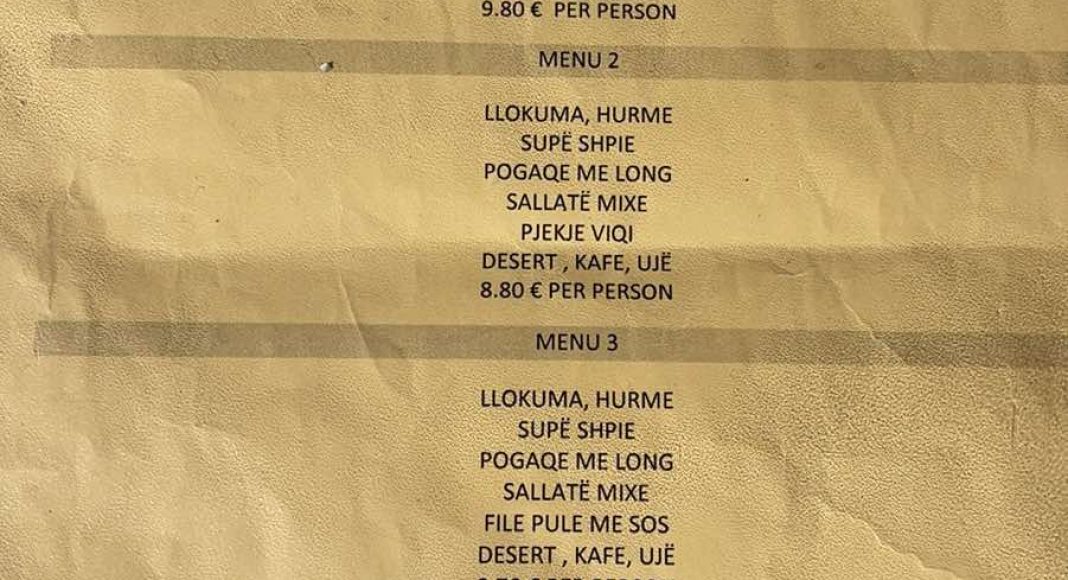 9.80 € PER PERSON
MENU 2
LLOKUMA, HURME
SUPË SHPIE
POGAQE ME LONG
SALLATË MIXE
PJEKJE VIQI
DESERT , KAFE, UJË
8.80 € PER PERSON
MENU 3
LLOKUMA, HURME
SUPË SHPIE
POGAQE ME LONG
SALLATË MIXE
FILE PULE ME SOS
DESERT , KAFE, UJË